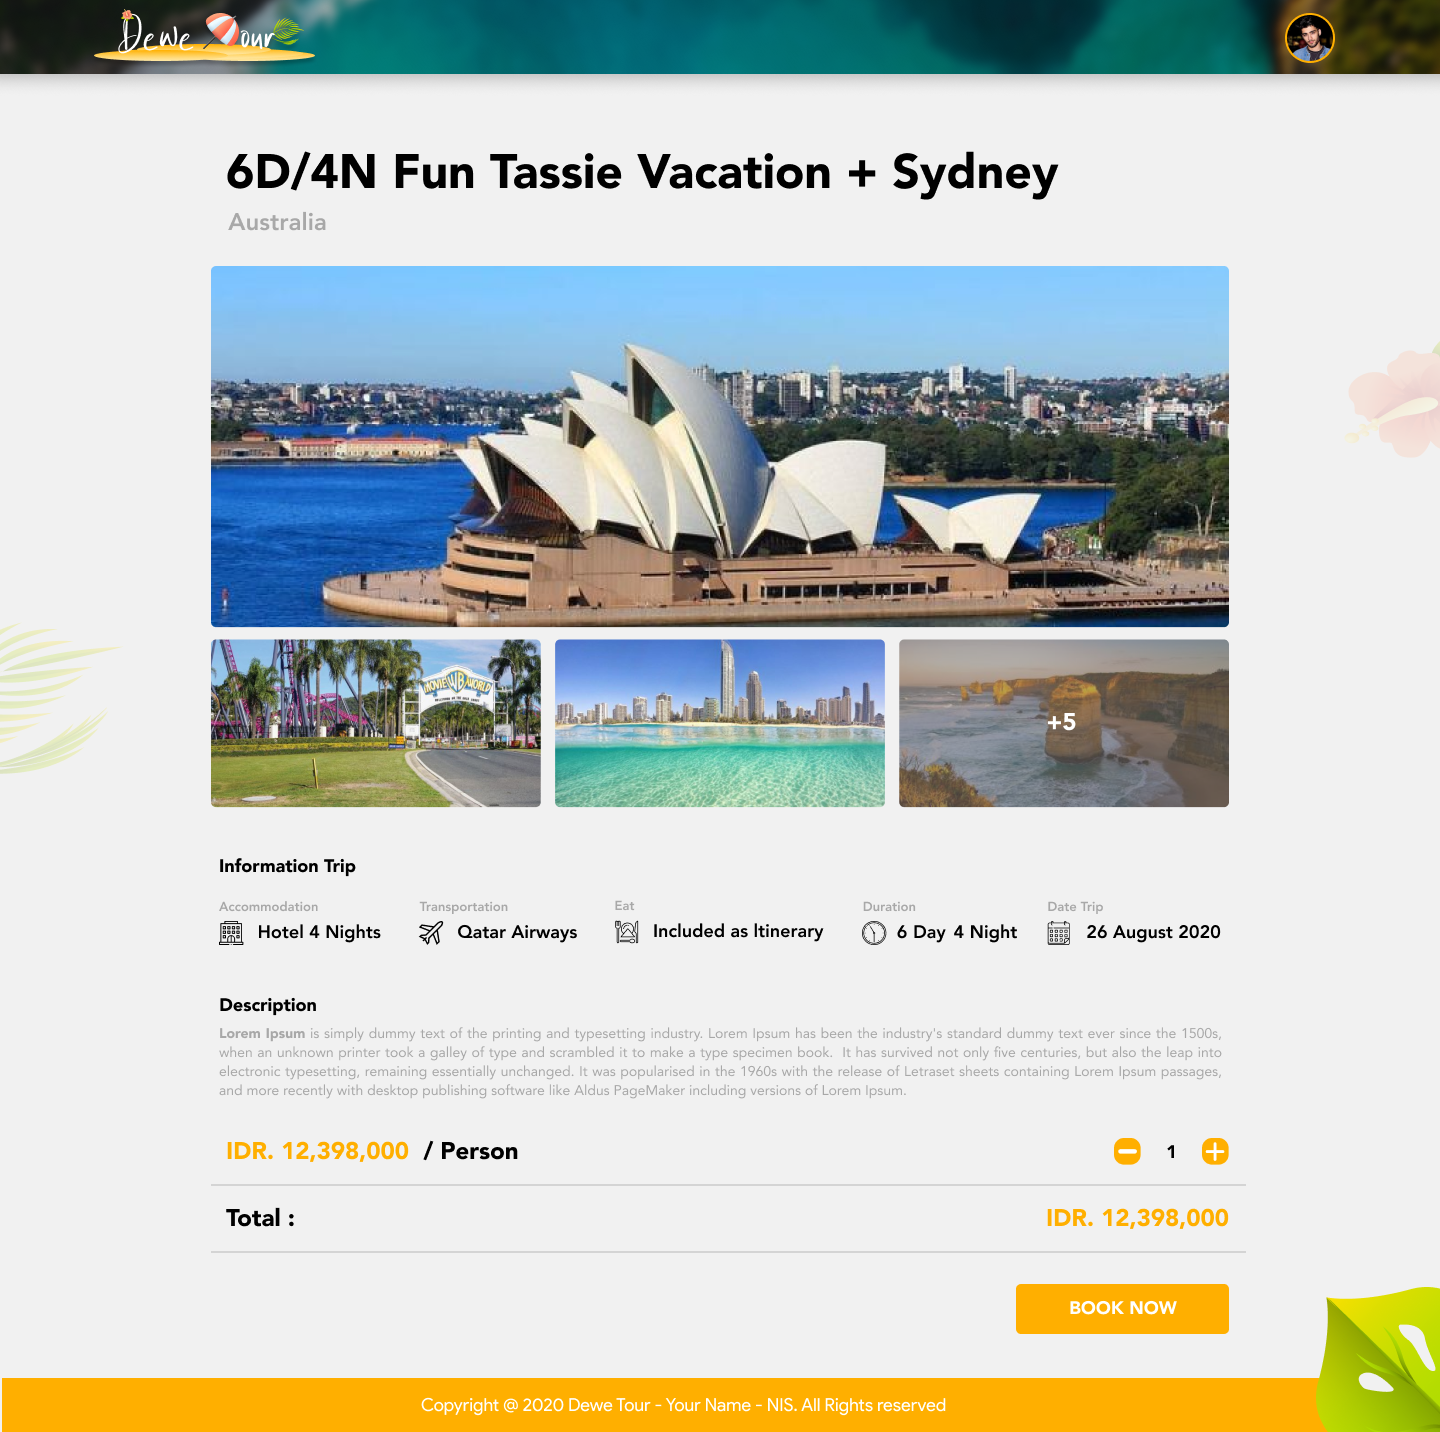 Dewe Tour
6D/4N Fun Tassie Vacation + Sydney
Australia
MOVIE WB WORLD
+5
Information Trip
Accommodation
Hotel 4 Nights
Transportation
Qatar Airways
Eat
Included as Itinerary
Duration
6 Day 4 Night
Date Trip
26 August 2020
Description
Lorem Ipsum is simply dummy text of the printing and typesetting industry. Lorem Ipsum has been the industry's standard dummy text ever since the 1500s,
when an unknown printer took a galley of type and scrambled it to make a type specimen book. It has survived not only five centuries, but also the leap into
electronic typesetting, remaining essentially unchanged. It was popularised in the 1960s with the release of Letraset sheets containing Lorem Ipsum passages,
and more recently with desktop publishing software like Aldus PageMaker including versions of Lorem Ipsum.
IDR. 12,398,000 / Person
1
Total :
IDR. 12,398,000
BOOK NOW
Copyright @ 2020 Dewe Tour - Your Name - NIS. All Rights reserved